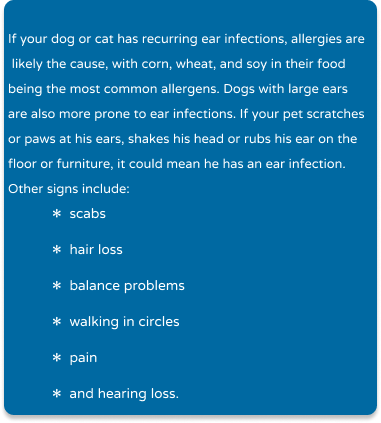 If your dog or cat has recurring ear infections, allergies are
likely the cause, with corn, wheat, and soy in their food
being the most common allergens. Dogs with large ears
are also more prone to ear infections. If your pet scratches
or paws at his ears, shakes his head or rubs his ear on the
floor or furniture, it could mean he has an ear infection.
Other signs include:
* scabs
* hair loss
* balance problems
* walking in circles
* pain
* and hearing loss.